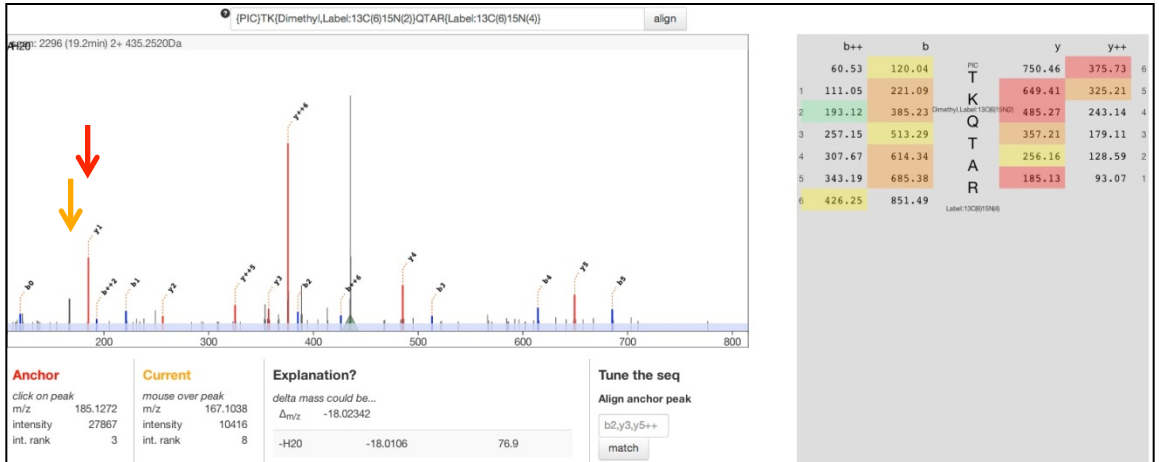 {PIC}TK{Dimethyl,Label:13C(6)15N(2)}QTAR{Label:13C(6)15N(4)} align
2296 (19.2min) 2+ 435.2520Da
b0
y1
b++2
b1
y2
y++5
y3
y++6
b2
b++6
y4
b3
b4
y5
b5
200 300 400 500 600 700 800
b++ b y y++
60.53 120.04 PIC T 750.46 375.73 6
1 111.05 221.09 K 649.41 325.21 5
2 193.12 385.23 Dimethyl,Label:13C(6)15N(2) Q 485.27 243.14 4
3 257.15 513.29 T 357.21 179.11 3
4 307.67 614.34 A 256.16 128.59 2
5 343.19 685.38 R 185.13 93.07 1
6 426.25 851.49 Label:13C(6)15N(4)
Anchor
click on peak
m/z 185.1272
intensity 27867
int. rank 3
Current
mouse over peak
m/z 167.1038
intensity 10416
int. rank 8
Explanation?
delta mass could be...
Δm/z -18.02342
-H20 -18.0106 76.9
Tune the seq
Align anchor peak
b2,y3,y5++
match